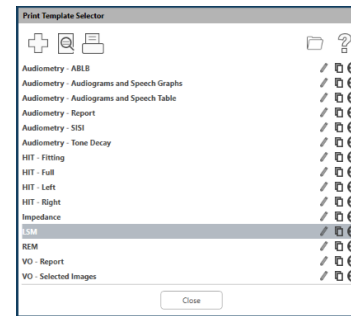 Print Template Selector
Audiometry - ABLB
Audiometry - Audiograms and Speech Graphs
Audiometry - Audiograms and Speech Table
Audiometry - Report
Audiometry - SISI
Audiometry - Tone Decay
HIT - Fitting
HIT - Full
HIT - Left
HIT - Right
Impedance
LSM
REM
VO - Report
VO - Selected Images
Close